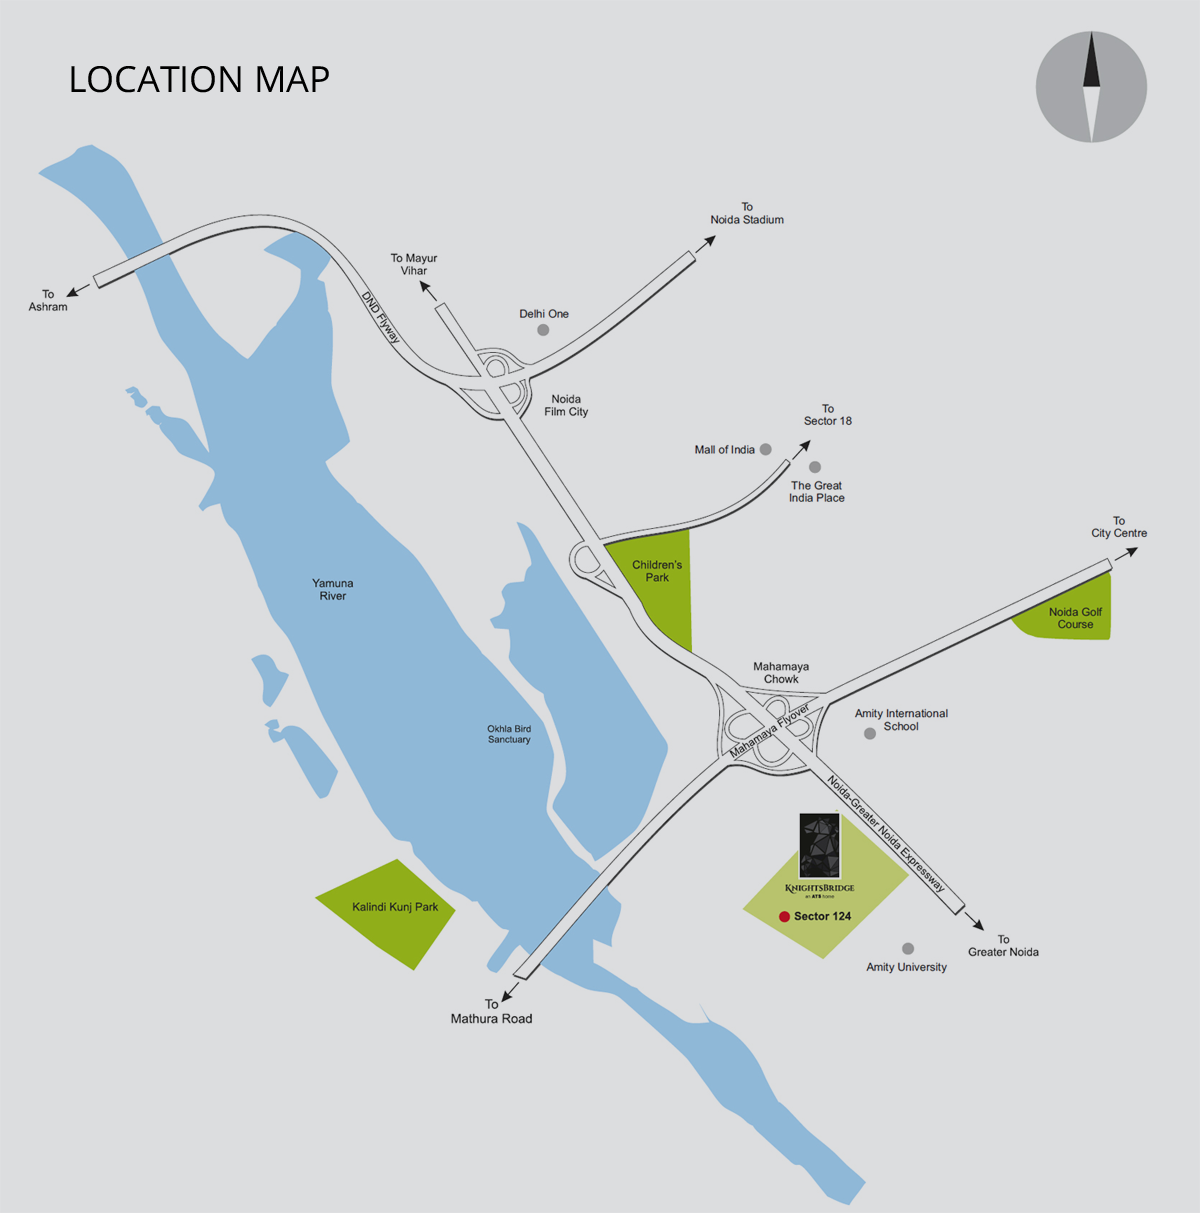 LOCATION MAP
To
Noida Stadium
To Mayur
Vihar
To
Ashram
DND Flyway
Delhi One
Noida
Film City
To
Sector 18
Mall of India
The Great
India Place
To
City Centre
Children's
Park
Yamuna
River
Noida Golf
Course
Mahamaya
Chowk
Mahamaya Flyover
Amity International
School
Okhla Bird
Sanctuary
Noida-Greater Noida Expressway
KNIGHTSBRIDGE
an ATS home
Sector 124
Kalindi Kunj Park
To
Greater Noida
Amity University
To
Mathura Road